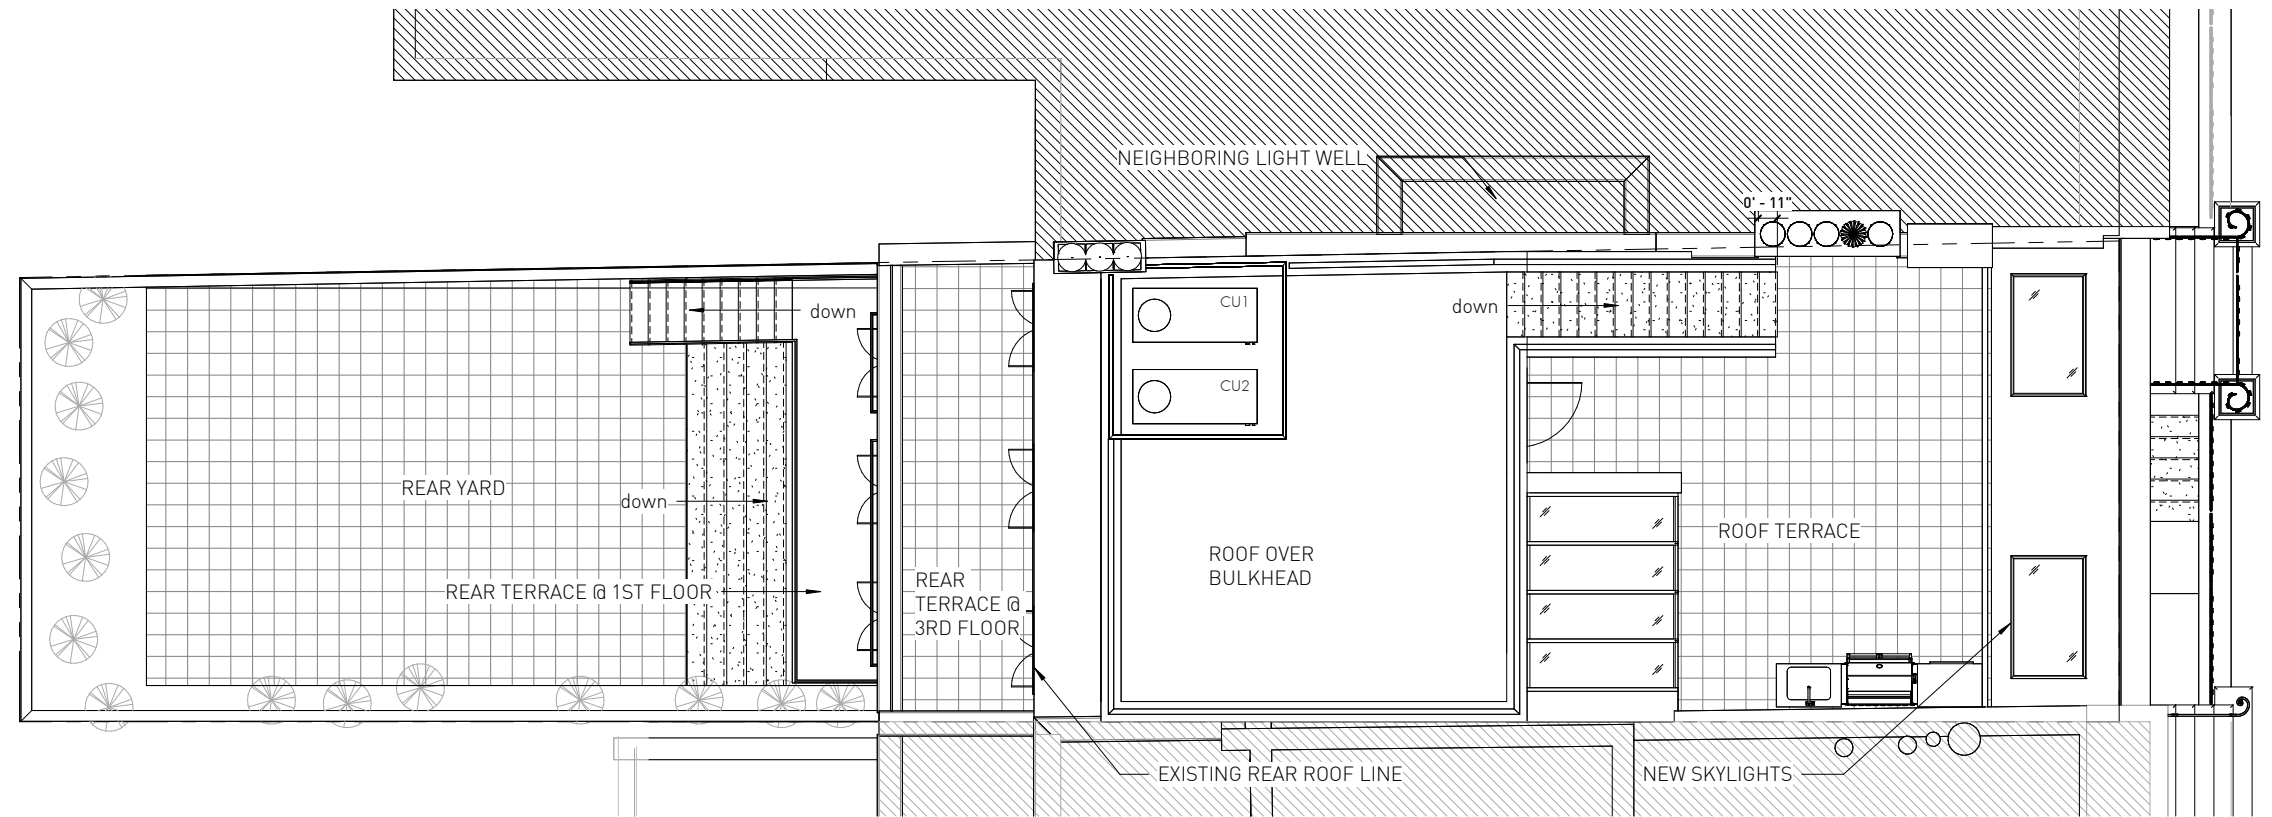 NEIGHBORING LIGHT WELL
0' - 11"
CU1
down
down
CU2
REAR YARD
down
ROOF TERRACE
ROOF OVER
BULKHEAD
REAR TERRACE @ 1ST FLOOR
REAR
TERRACE @
3RD FLOOR
EXISTING REAR ROOF LINE
NEW SKYLIGHTS